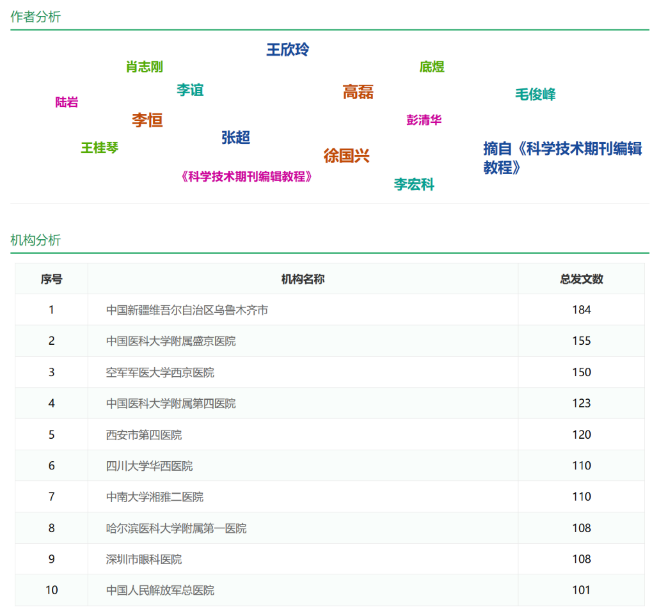 作者分析
王欣玲
肖志刚
底煜
李谊
高磊
毛俊峰
陆岩
李恒
彭清华
张超
王桂琴
徐国兴
摘自《科学技术期刊编辑
教程》
《科学技术期刊编辑教程》
李宏科
机构分析
序号 机构名称 总发文数
1 中国新疆维吾尔自治区乌鲁木齐市 184
2 中国医科大学附属盛京医院 155
3 空军军医大学西京医院 150
4 中国医科大学附属第四医院 123
5 西安市第四医院 120
6 四川大学华西医院 110
7 中南大学湘雅二医院 110
8 哈尔滨医科大学附属第一医院 108
9 深圳市眼科医院 108
10 中国人民解放军总医院 101